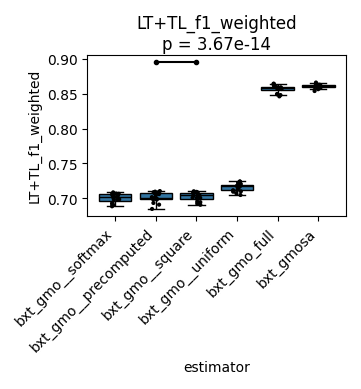 LT+TL_f1_weighted
p = 3.67e-14
LT+TL_f1_weighted
0.90
0.85
0.80
0.75
0.70
bxt_gmo__softmax
bxt_gmo__precomputed
bxt_gmo__square
bxt_gmo__uniform
bxt_gmo_full
bxt_gmosa
estimator